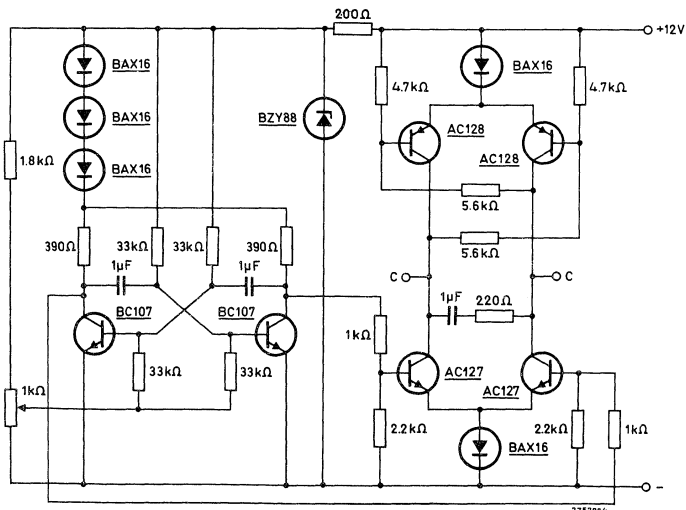 200Ω
+12V
BAX16
BAX16
BAX16
BAX16
4.7kΩ
4.7kΩ
BZY88
AC128
AC128
1.8kΩ
5.6kΩ
5.6kΩ
390Ω
33kΩ
33kΩ
390Ω
1µF
1µF
C
C
1µF
220Ω
BC107
BC107
1kΩ
33kΩ
33kΩ
AC127
AC127
1kΩ
2.2kΩ
BAX16
2.2kΩ
1kΩ
-